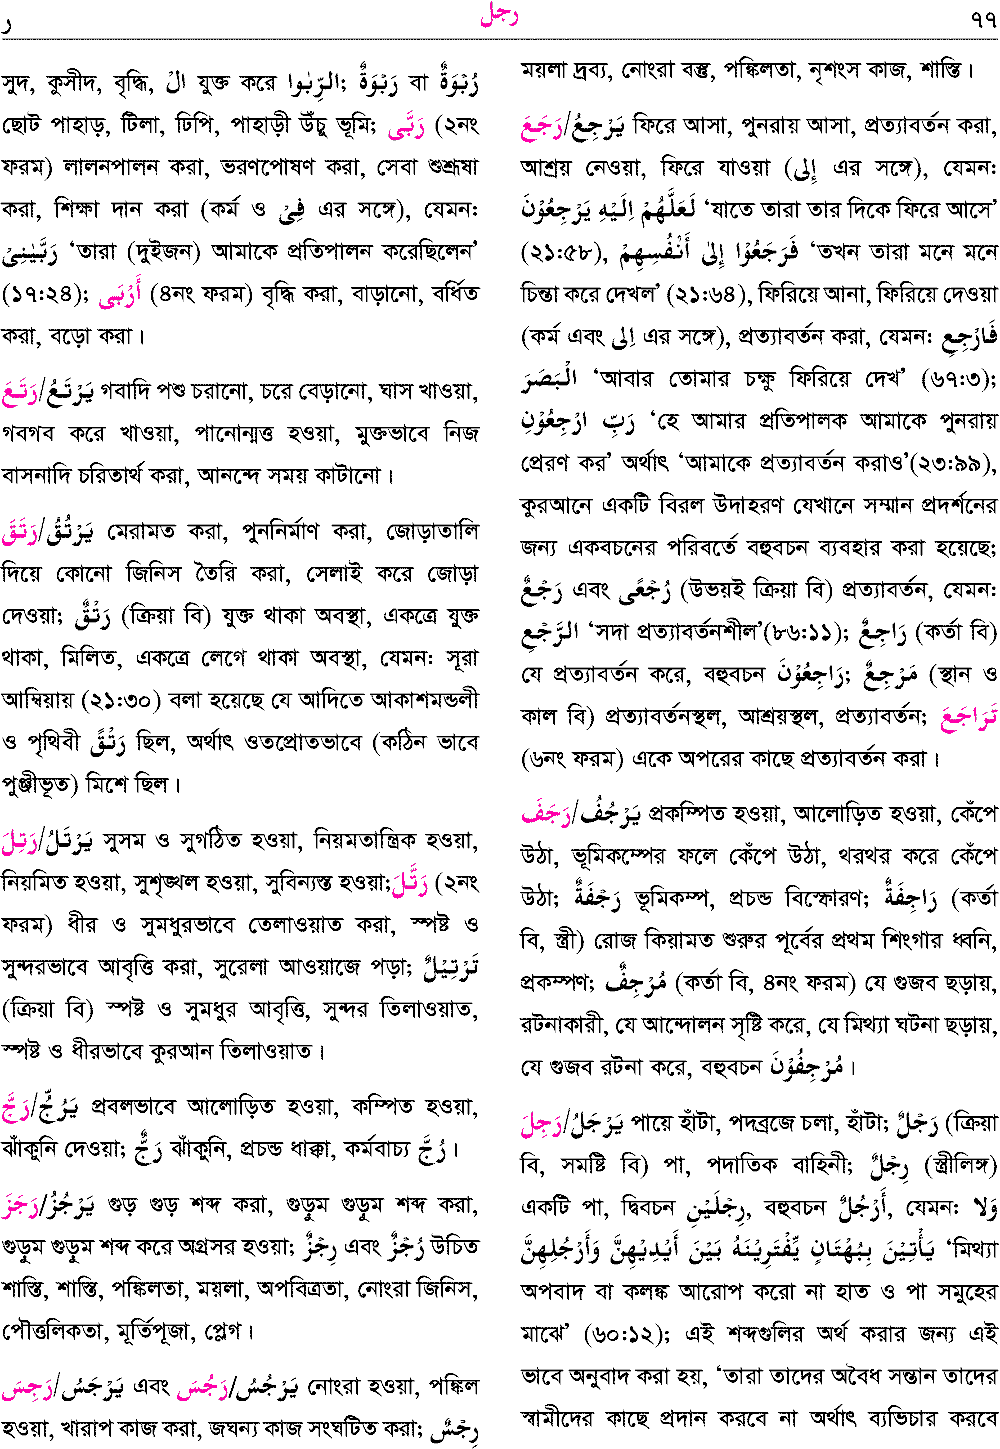 ر رجل ٧٧
সুদ, কুসীদ, বৃদ্ধি, الْ যুক্ত করে الرِّبٰوا; رَبْوَةٌ বা رُبْوَةٌ
ছোট পাহাড়, টিলা, ঢিপি, পাহাড়ী উঁচু ভূমি; رَبَّى (২নং
ফরম) লালনপালন করা, ভরণপোষণ করা, সেবা শুশ্রূষা
করা, শিক্ষা দান করা (কর্ম ও فِيْ এর সঙ্গে), যেমন:
رَبَّيٰنِيْ ‘তারা (দুইজন) আমাকে প্রতিপালন করেছিলেন’
(১৭:২৪); أَرْبَى (৪নং ফরম) বৃদ্ধি করা, বাড়ানো, বর্ধিত
করা, বড়ো করা।
رَتَعَ/يَرْتَعُ গবাদি পশু চরানো, চরে বেড়ানো, ঘাস খাওয়া,
গবগব করে খাওয়া, পানোন্মত্ত হওয়া, মুক্তভাবে নিজ
বাসনাদি চরিতার্থ করা, আনন্দে সময় কাটানো।
رَتَقَ/يَرْتُقُ মেরামত করা, পুননির্মাণ করা, জোড়াতালি
দিয়ে কোনো জিনিস তৈরি করা, সেলাই করে জোড়া
দেওয়া; رَتْقٌ (ক্রিয়া বি) যুক্ত থাকা অবস্থা, একত্রে যুক্ত
থাকা, মিলিত, একত্রে লেগে থাকা অবস্থা, যেমন: সূরা
আম্বিয়ায় (২১:৩০) বলা হয়েছে যে আদিতে আকাশমন্ডলী
ও পৃথিবী رَتْقًا ছিল, অর্থাৎ ওতপ্রোতভাবে (কঠিন ভাবে
পুঞ্জীভূত) মিশে ছিল।
رَتِلَ/يَرْتَلُ সুসম ও সুগঠিত হওয়া, নিয়মতান্ত্রিক হওয়া,
নিয়মিত হওয়া, সুশৃঙ্খল হওয়া, সুবিন্যস্ত হওয়া;رَتَّلَ (২নং
ফরম) ধীর ও সুমধুরভাবে তেলাওয়াত করা, স্পষ্ট ও
সুন্দরভাবে আবৃত্তি করা, সুরেলা আওয়াজে পড়া; تَرْتِيْلٌ
(ক্রিয়া বি) স্পষ্ট ও সুমধুর আবৃত্তি, সুন্দর তিলাওয়াত,
স্পষ্ট ও ধীরভাবে কুরআন তিলাওয়াত।
رَجَّ/يَرُجُّ প্রবলভাবে আলোড়িত হওয়া, কম্পিত হওয়া,
ঝাঁকুনি দেওয়া; رَجٌّ ঝাঁকুনি, প্রচন্ড ধাক্কা, কর্মবাচ্য رُجَّ ।
رَجَزَ/يَرْجُزُ গুড় গুড় শব্দ করা, গুড়ুম গুড়ুম শব্দ করা,
গুড়ুম গুড়ুম শব্দ করে অগ্রসর হওয়া; رِجْزٌ এবং رُجْزٌ উচিত
শাস্তি, শাস্তি, পঙ্কিলতা, ময়লা, অপবিত্রতা, নোংরা জিনিস,
পৌত্তলিকতা, মূর্তিপূজা, প্লেগ।
رَجِسَ/يَرْجَسُ এবং رَجُسَ/يَرْجُسُ নোংরা হওয়া, পঙ্কিল
হওয়া, খারাপ কাজ করা, জঘন্য কাজ সংঘটিত করা; رِجْسٌ
ময়লা দ্রব্য, নোংরা বস্তু, পঙ্কিলতা, নৃশংস কাজ, শাস্তি।
رَجَعَ/يَرْجِعُ ফিরে আসা, পুনরায় আসা, প্রত্যাবর্তন করা,
আশ্রয় নেওয়া, ফিরে যাওয়া (إِلى এর সঙ্গে), যেমন:
لَعَلَّهُمْ اِلَيْهِ يَرْجِعُوْنَ ‘যাতে তারা তার দিকে ফিরে আসে’
(২১:৫৮), فَرَجَعُوْا اِلىٰ أَنْفُسِهِمْ ‘তখন তারা মনে মনে
চিন্তা করে দেখল’ (২১:৬৪), ফিরিয়ে আনা, ফিরিয়ে দেওয়া
(কর্ম এবং اِلى এর সঙ্গে), প্রত্যাবর্তন করা, যেমন: فَارْجِعِ
الْبَصَرَ ‘আবার তোমার চক্ষু ফিরিয়ে দেখ’ (৬৭:৩);
رَبِّ ارْجِعُوْنِ ‘হে আমার প্রতিপালক আমাকে পুনরায়
প্রেরণ কর’ অর্থাৎ ‘আমাকে প্রত্যাবর্তন করাও’(২৩:৯৯),
কুরআনে একটি বিরল উদাহরণ যেখানে সম্মান প্রদর্শনের
জন্য একবচনের পরিবর্তে বহুবচন ব্যবহার করা হয়েছে;
رَجْعٌ এবং رُجْعًى (উভয়ই ক্রিয়া বি) প্রত্যাবর্তন, যেমন:
الرَّجْعِ ‘সদা প্রত্যাবর্তনশীল’(৮৬:১১); رَاجِعٌ (কর্তা বি)
যে প্রত্যাবর্তন করে, বহুবচন رَاجِعُوْنَ; مَرْجِعٌ (স্থান ও
কাল বি) প্রত্যাবর্তনস্থল, আশ্রয়স্থল, প্রত্যাবর্তন; تَرَاجَعَ
(৬নং ফরম) একে অপরের কাছে প্রত্যাবর্তন করা।
رَجَفَ/يَرْجُفُ প্রকম্পিত হওয়া, আলোড়িত হওয়া, কেঁপে
উঠা, ভূমিকম্পের ফলে কেঁপে উঠা, থরথর করে কেঁপে
উঠা; رَجْفَةٌ ভূমিকম্প, প্রচন্ড বিস্ফোরণ; رَاجِفَةٌ (কর্তা
বি, স্ত্রী) রোজ কিয়ামত শুরুর পূর্বের প্রথম শিংগার ধ্বনি,
প্রকম্পণ; مُرْجِفٌ (কর্তা বি, ৪নং ফরম) যে গুজব ছড়ায়,
রটনাকারী, যে আন্দোলন সৃষ্টি করে, যে মিথ্যা ঘটনা ছড়ায়,
যে গুজব রটনা করে, বহুবচন مُرْجِفُوْنَ ।
رَجِلَ/يَرْجَلُ পায়ে হাঁটা, পদব্রজে চলা, হাঁটা; رَجْلٌ (ক্রিয়া
বি, সমষ্টি বি) পা, পদাতিক বাহিনী; رِجْلٌ (স্ত্রীলিঙ্গ)
একটি পা, দ্বিবচন رِجْلَيْنِ, বহুবচন أَرْجُلٌ, যেমন: وَلا
يَأْتِيْنَ بِبُهْتَانٍ يَّفْتَرِيْنَهُ بَيْنَ أَيْدِيْهِنَّ وَأَرْجُلِهِنَّ ‘মিথ্যা
অপবাদ বা কলঙ্ক আরোপ করো না হাত ও পা সমুহের
মাঝে’ (৬০:১২); এই শব্দগুলির অর্থ করার জন্য এই
ভাবে অনুবাদ করা হয়, ‘তারা তাদের অবৈধ সন্তান তাদের
স্বামীদের কাছে প্রদান করবে না অর্থাৎ ব্যভিচার করবে